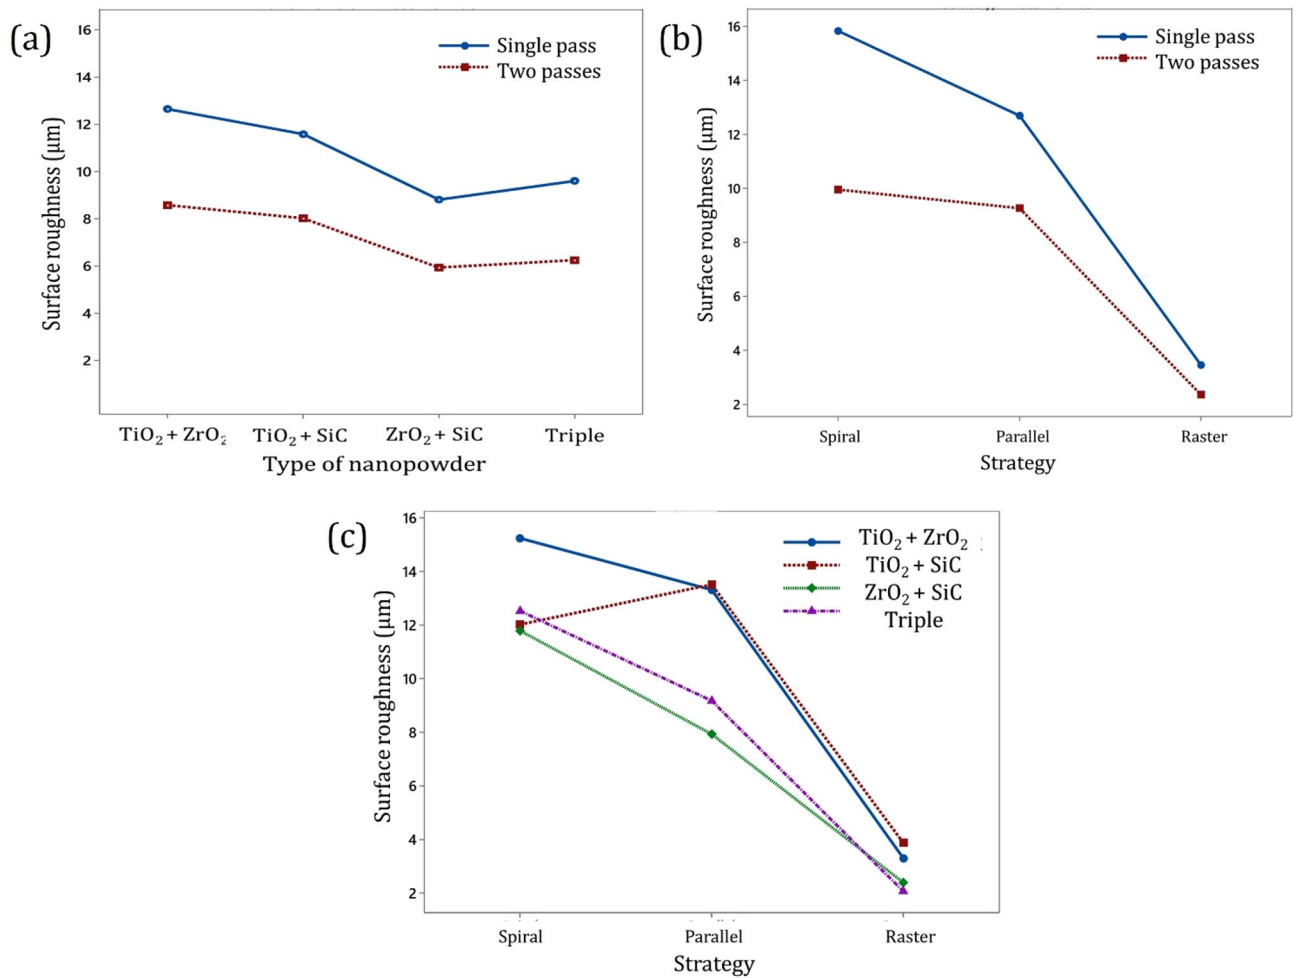 (a)
Single pass
Two passes
16
14
12
10
8
6
4
2
Surface roughness (µm)
TiO₂ + ZrO₂
TiO₂ + SiC
ZrO₂ + SiC
Triple
Type of nanopowder
(b)
Single pass
Two passes
16
14
12
10
8
6
4
2
Surface roughness (µm)
Spiral
Parallel
Raster
Strategy
(c)
TiO₂ + ZrO₂
TiO₂ + SiC
ZrO₂ + SiC
Triple
16
14
12
10
8
6
4
2
Surface roughness (µm)
Spiral
Parallel
Raster
Strategy